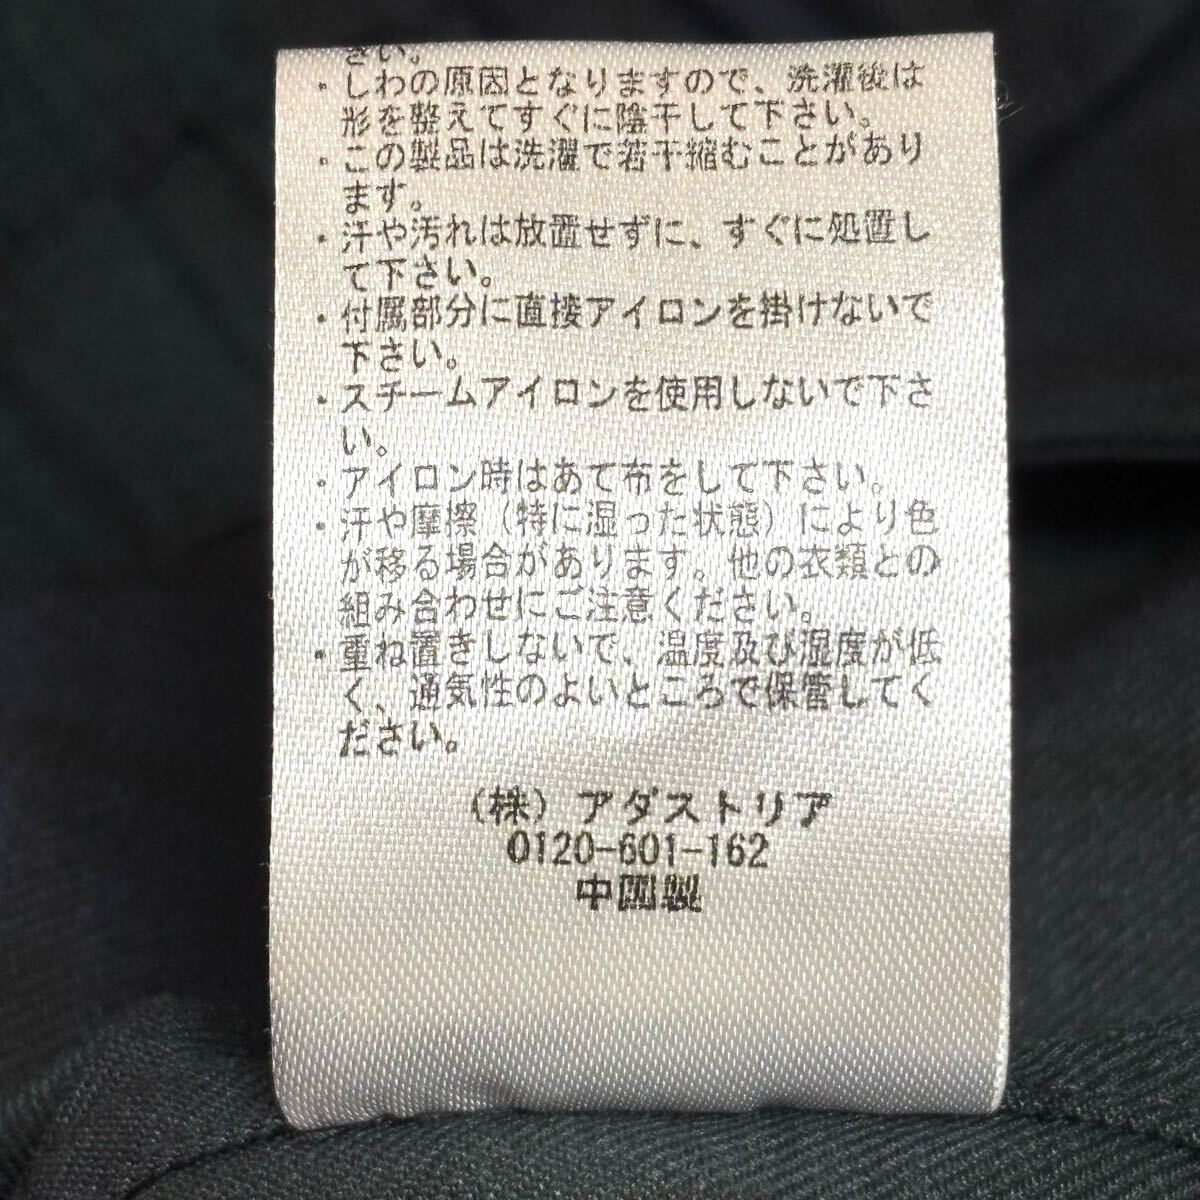 さい。
・しわの原因となりますので、洗濯後は
形を整えてすぐに陰干しして下さい。
・この製品は洗濯で若干縮むことがあり
ます。
・汗や汚れは放置せずに、すぐに処置し
て下さい。
・付属部分に直接アイロンを掛けないで
下さい。
・スチームアイロンを使用しないで下さ
い。
・アイロン時はあて布をして下さい。
・汗や摩擦（特に湿った状態）により色
が移る場合があります。他の衣類との
組み合わせにご注意ください。
・重ね置きしないで、温度及び湿度が低
く、通気性のよいところで保管してく
ださい。
（株）アダストリア
0120-601-162
中国製